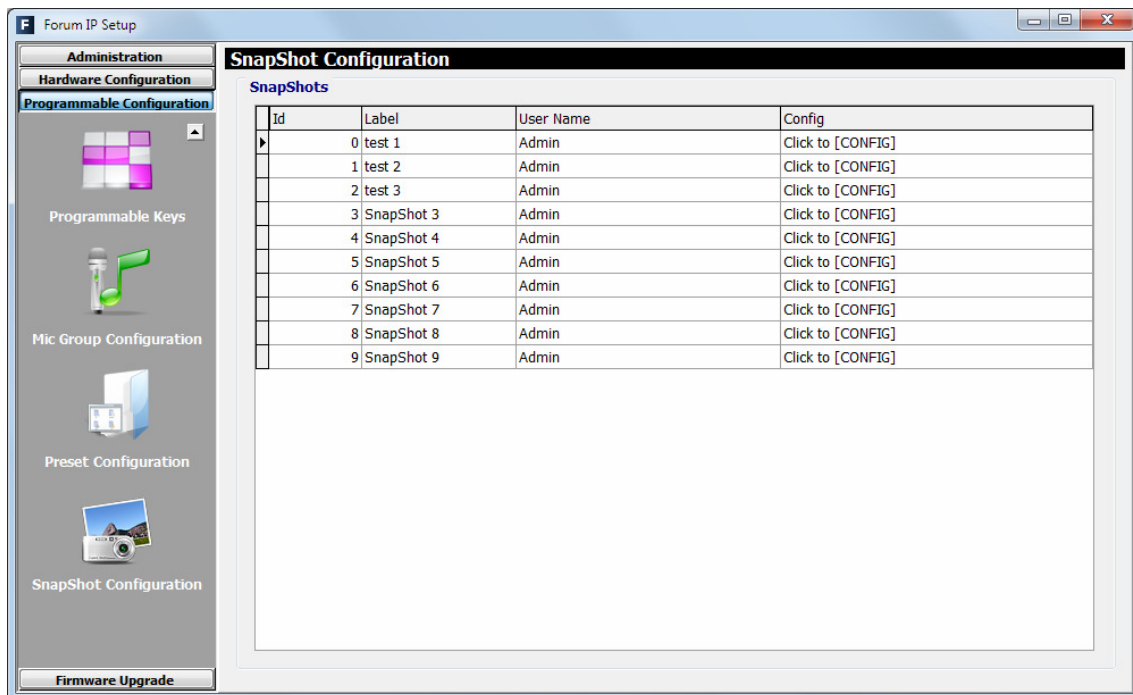 F Forum IP Setup
Administration
Hardware Configuration
Programmable Configuration
Programmable Keys
Mic Group Configuration
Preset Configuration
SnapShot Configuration
Firmware Upgrade
SnapShot Configuration
SnapShots
Id Label User Name Config
0 test 1 Admin Click to [CONFIG]
1 test 2 Admin Click to [CONFIG]
2 test 3 Admin Click to [CONFIG]
3 SnapShot 3 Admin Click to [CONFIG]
4 SnapShot 4 Admin Click to [CONFIG]
5 SnapShot 5 Admin Click to [CONFIG]
6 SnapShot 6 Admin Click to [CONFIG]
7 SnapShot 7 Admin Click to [CONFIG]
8 SnapShot 8 Admin Click to [CONFIG]
9 SnapShot 9 Admin Click to [CONFIG]